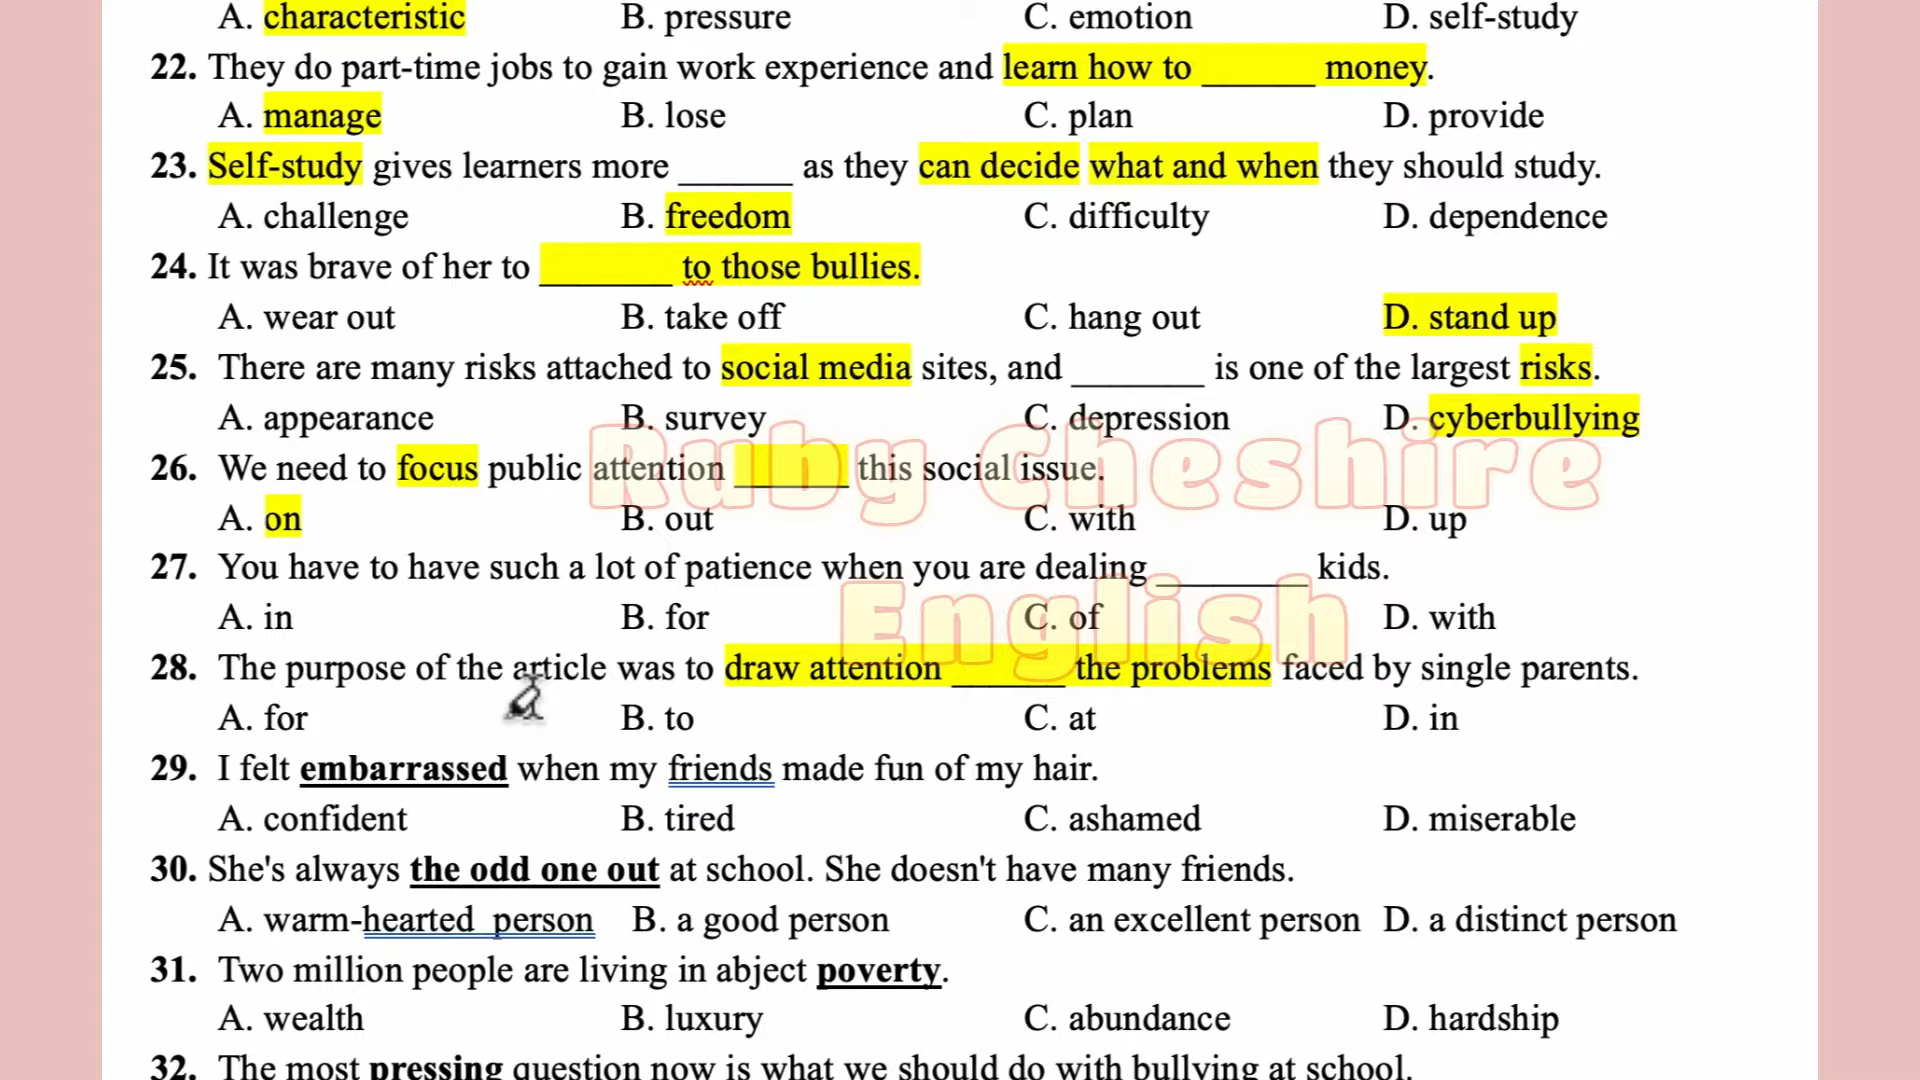 A. characteristic B. pressure C. emotion D. self-study
22. They do part-time jobs to gain work experience and learn how to ______ money.
A. manage B. lose C. plan D. provide
23. Self-study gives learners more ______ as they can decide what and when they should study.
A. challenge B. freedom C. difficulty D. dependence
24. It was brave of her to _______ to those bullies.
A. wear out B. take off C. hang out D. stand up
25. There are many risks attached to social media sites, and _______ is one of the largest risks.
A. appearance B. survey C. depression D. cyberbullying
26. We need to focus public attention ______ this social issue.
A. on B. out C. with D. up
27. You have to have such a lot of patience when you are dealing ________ kids.
A. in B. for C. of D. with
28. The purpose of the article was to draw attention ______ the problems faced by single parents.
A. for B. to C. at D. in
29. I felt embarrassed when my friends made fun of my hair.
A. confident B. tired C. ashamed D. miserable
30. She's always the odd one out at school. She doesn't have many friends.
A. warm-hearted person B. a good person C. an excellent person D. a distinct person
31. Two million people are living in abject poverty.
A. wealth B. luxury C. abundance D. hardship
32. The most pressing question now is what we should do with bullying at school.
Ruby Cheshire
English